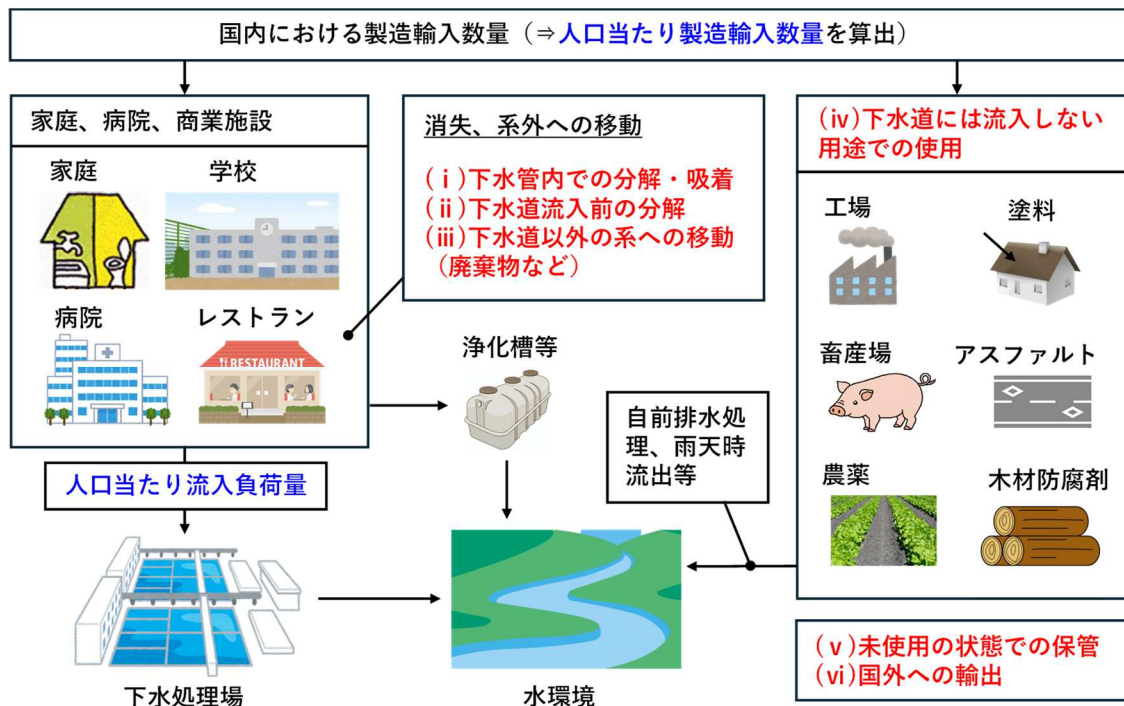 国内における製造輸入数量（⇒人口当たり製造輸入数量を算出）
家庭、病院、商業施設
家庭
学校
病院
レストラン
RESTAURANT
人口当たり流入負荷量
下水処理場
消失、系外への移動
(ⅰ)下水管内での分解・吸着
(ⅱ)下水道流入前の分解
(ⅲ)下水道以外の系への移動
（廃棄物など）
浄化槽等
水環境
自前排水処
理、雨天時
流出等
(ⅳ)下水道には流入しない
用途での使用
工場
塗料
畜産場
アスファルト
農薬
木材防腐剤
(ⅴ)未使用の状態での保管
(ⅵ)国外への輸出